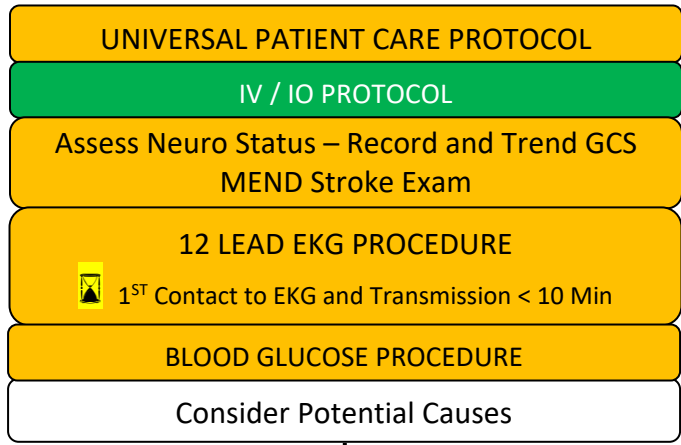 UNIVERSAL PATIENT CARE PROTOCOL
IV / IO PROTOCOL
Assess Neuro Status – Record and Trend GCS
MEND Stroke Exam
12 LEAD EKG PROCEDURE
1ST Contact to EKG and Transmission < 10 Min
BLOOD GLUCOSE PROCEDURE
Consider Potential Causes